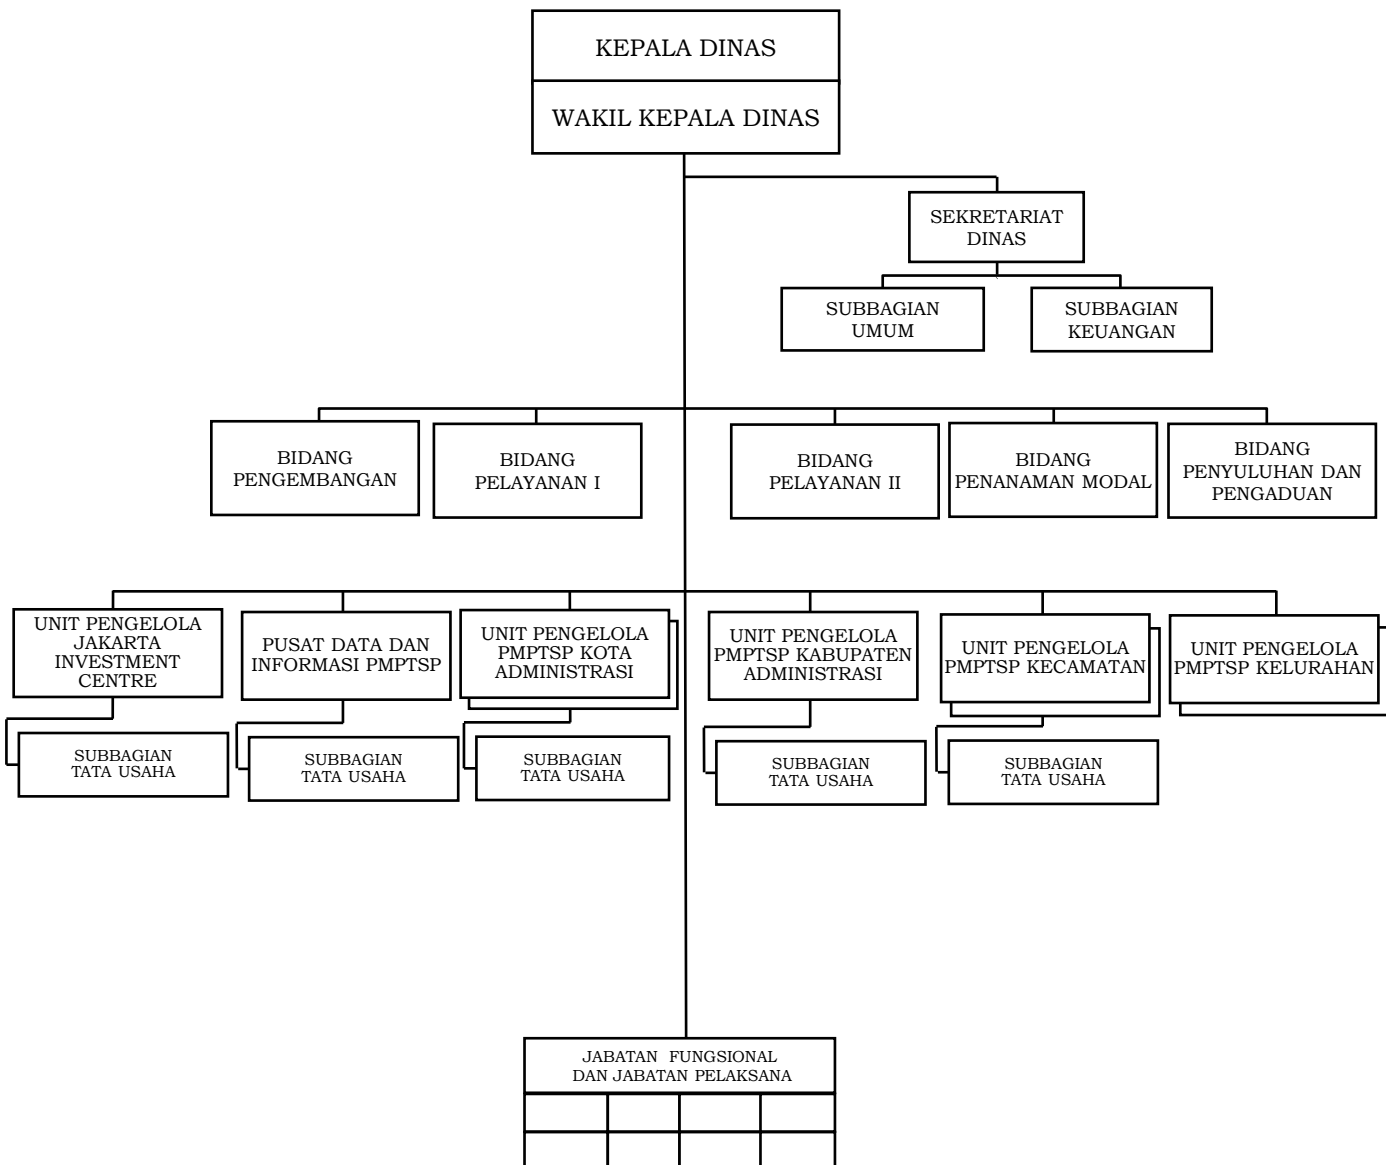 KEPALA DINAS
WAKIL KEPALA DINAS
SEKRETARIAT
DINAS
SUBBAGIAN
UMUM
SUBBAGIAN
KEUANGAN
BIDANG
PENGEMBANGAN
BIDANG
PELAYANAN I
BIDANG
PELAYANAN II
BIDANG
PENANAMAN MODAL
BIDANG
PENYULUHAN DAN
PENGADUAN
UNIT PENGELOLA
JAKARTA
INVESTMENT
CENTRE
PUSAT DATA DAN
INFORMASI PMPTSP
UNIT PENGELOLA
PMPTSP KOTA
ADMINISTRASI
UNIT PENGELOLA
PMPTSP KABUPATEN
ADMINISTRASI
UNIT PENGELOLA
PMPTSP KECAMATAN
UNIT PENGELOLA
PMPTSP KELURAHAN
SUBBAGIAN
TATA USAHA
SUBBAGIAN
TATA USAHA
SUBBAGIAN
TATA USAHA
SUBBAGIAN
TATA USAHA
SUBBAGIAN
TATA USAHA
JABATAN FUNGSIONAL
DAN JABATAN PELAKSANA